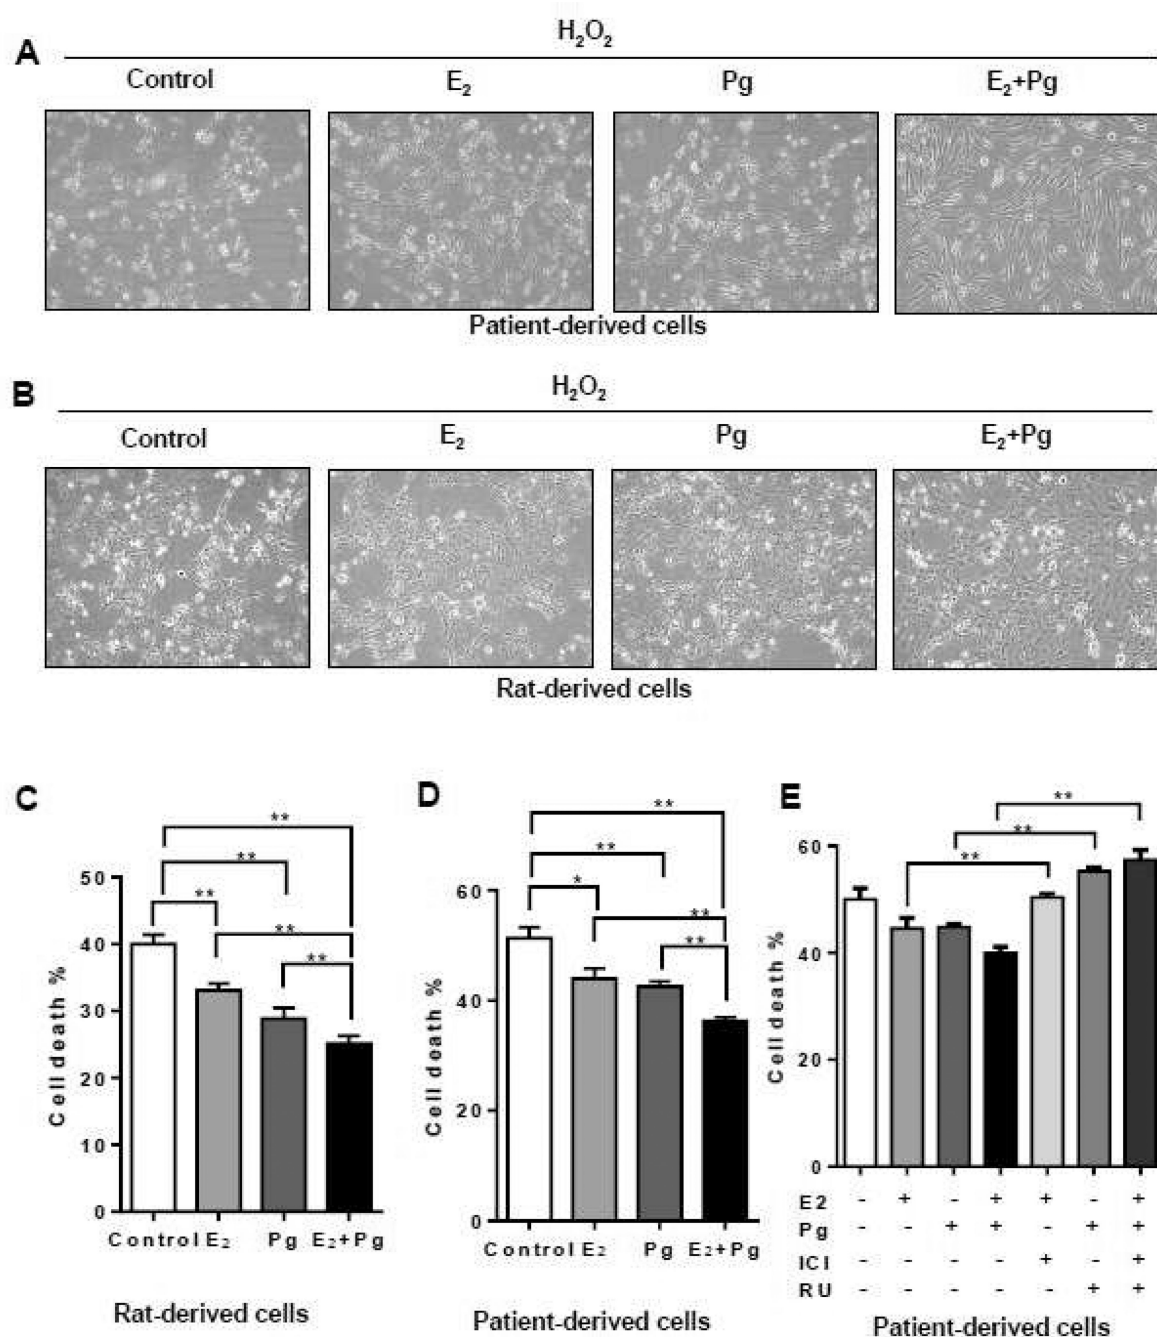 A
H₂O₂
Control E₂ Pg E₂+Pg
Patient-derived cells
B
H₂O₂
Control E₂ Pg E₂+Pg
Rat-derived cells
C
**
**
**
**
**
Cell death %
50
40
30
20
10
0
Control E₂ Pg E₂+Pg
Rat-derived cells
D
**
**
*
**
**
Cell death %
60
40
20
0
Control E₂ Pg E₂+Pg
Patient-derived cells
E
**
**
**
Cell death %
60
40
20
0
E2 - + - + + - +
Pg - - + + - + +
ICI - - - - + - +
RU - - - - - + +
Patient-derived cells